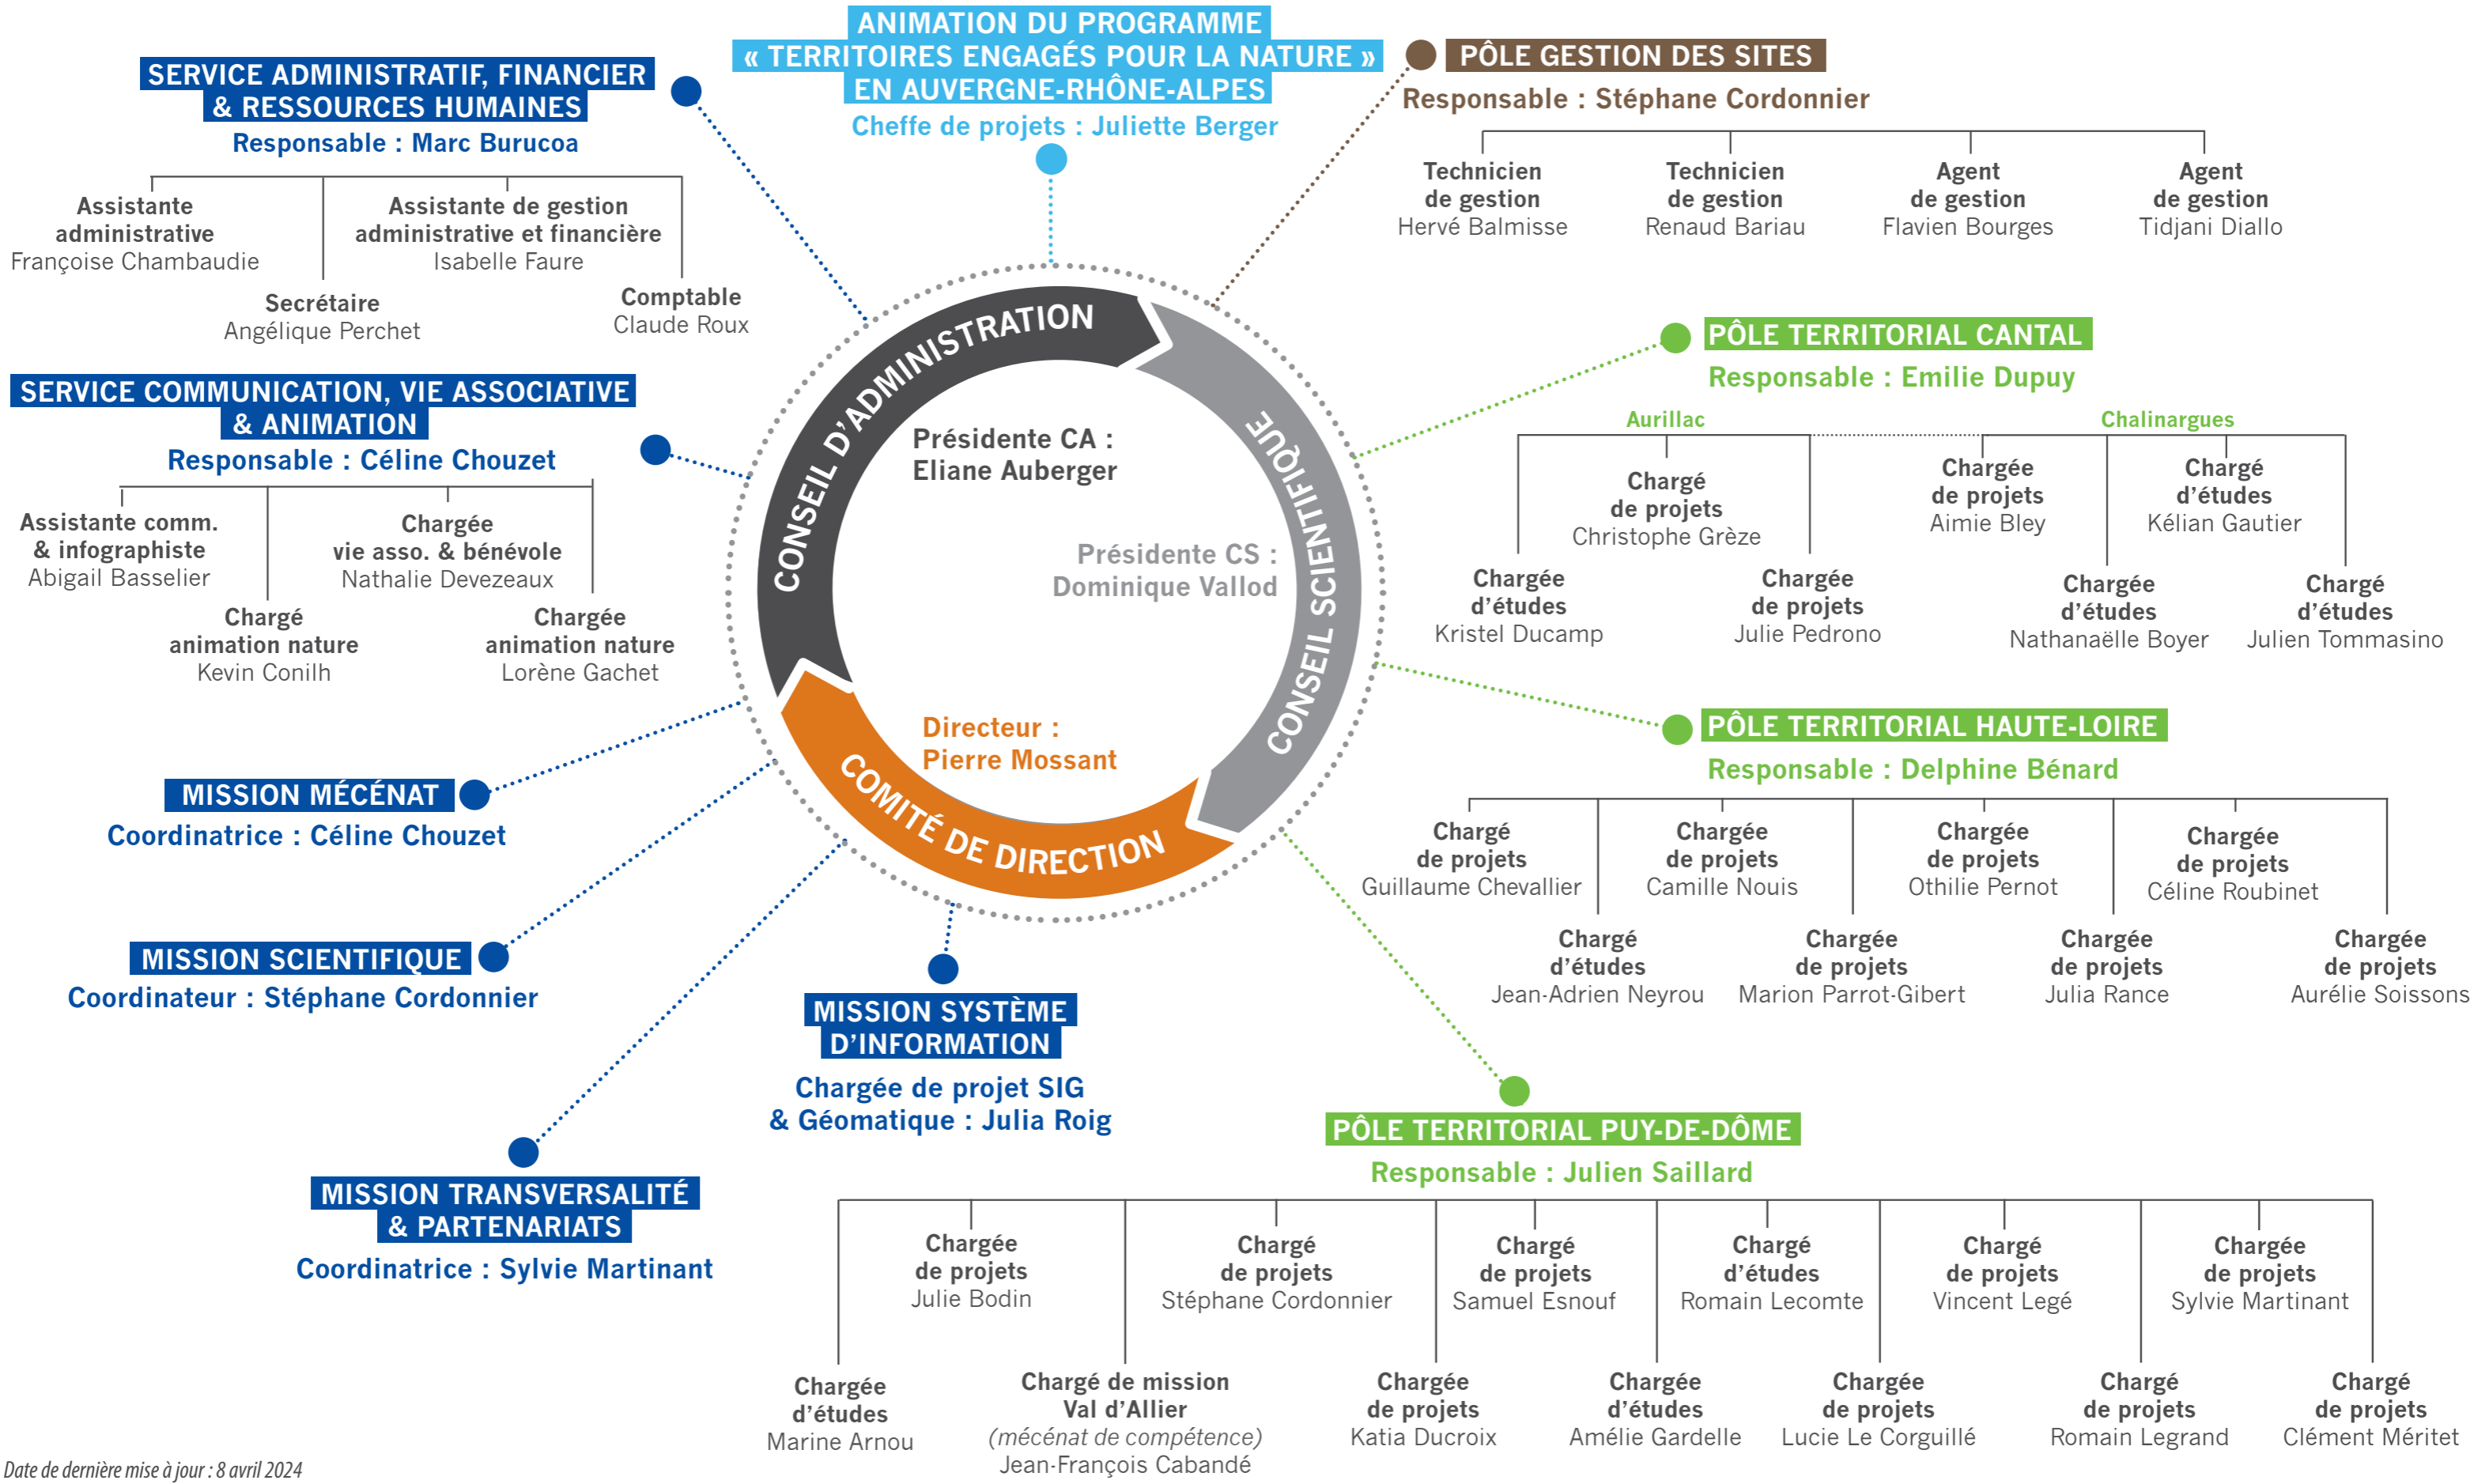 ANIMATION DU PROGRAMME
« TERRITOIRES ENGAGÉS POUR LA NATURE »
EN AUVERGNE-RHÔNE-ALPES
Cheffe de projets : Juliette Berger
SERVICE ADMINISTRATIF, FINANCIER
& RESSOURCES HUMAINES
Responsable : Marc Burucoa
Assistante
administrative
Françoise Chambaudie
Secrétaire
Angélique Perchet
Assistante de gestion
administrative et financière
Isabelle Faure
Comptable
Claude Roux
SERVICE COMMUNICATION, VIE ASSOCIATIVE
& ANIMATION
Responsable : Céline Chouzet
Assistante comm.
& infographiste
Abigail Basselier
Chargé
animation nature
Kevin Conilh
Chargée
vie asso. & bénévole
Nathalie Devezeaux
Chargée
animation nature
Lorène Gachet
MISSION MÉCÉNAT
Coordinatrice : Céline Chouzet
MISSION SCIENTIFIQUE
Coordinateur : Stéphane Cordonnier
MISSION TRANSVERSALITÉ
& PARTENARIATS
Coordinatrice : Sylvie Martinant
MISSION SYSTÈME
D'INFORMATION
Chargée de projet SIG
& Géomatique : Julia Roig
CONSEIL D'ADMINISTRATION
Présidente CA :
Eliane Auberger
CONSEIL SCIENTIFIQUE
Présidente CS :
Dominique Vallod
COMITÉ DE DIRECTION
Directeur :
Pierre Mossant
PÔLE GESTION DES SITES
Responsable : Stéphane Cordonnier
Technicien
de gestion
Hervé Balmisse
Technicien
de gestion
Renaud Bariau
Agent
de gestion
Flavien Bourges
Agent
de gestion
Tidjani Diallo
PÔLE TERRITORIAL CANTAL
Responsable : Emilie Dupuy
Aurillac
Chargée
d'études
Kristel Ducamp
Chargé
de projets
Christophe Grèze
Chargée
de projets
Julie Pedrono
Chalinargues
Chargée
de projets
Aimie Bley
Chargée
d'études
Nathanaëlle Boyer
Chargé
d'études
Kélian Gautier
Chargé
d'études
Julien Tommasino
PÔLE TERRITORIAL HAUTE-LOIRE
Responsable : Delphine Bénard
Chargé
de projets
Guillaume Chevallier
Chargé
d'études
Jean-Adrien Neyrou
Chargée
de projets
Camille Nouis
Chargée
de projets
Marion Parrot-Gibert
Chargée
de projets
Othilie Pernot
Chargée
de projets
Julia Rance
Chargée
de projets
Céline Roubinet
Chargée
de projets
Aurélie Soissons
PÔLE TERRITORIAL PUY-DE-DÔME
Responsable : Julien Saillard
Chargée
d'études
Marine Arnou
Chargée
de projets
Julie Bodin
Chargé de mission
Val d'Allier
(mécénat de compétence)
Jean-François Cabandé
Chargé
de projets
Stéphane Cordonnier
Chargée
de projets
Katia Ducroix
Chargé
de projets
Samuel Esnouf
Chargée
d'études
Amélie Gardelle
Chargé
d'études
Romain Lecomte
Chargée
de projets
Lucie Le Corguillé
Chargé
de projets
Vincent Legé
Chargé
de projets
Romain Legrand
Chargée
de projets
Sylvie Martinant
Chargé
de projets
Clément Méritet
Date de dernière mise à jour : 8 avril 2024